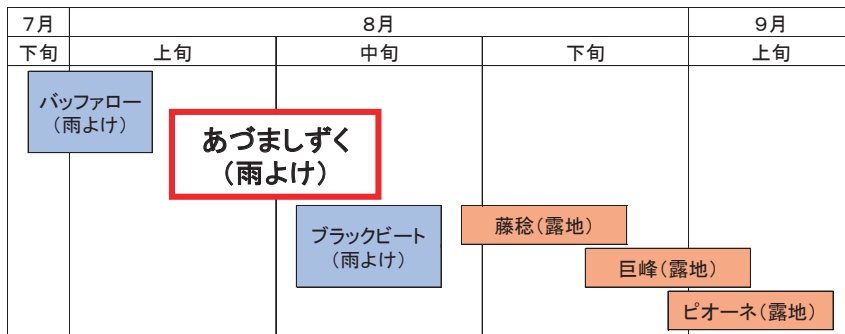 7月 8月 9月
下旬 上旬 中旬 下旬 上旬
バッファロー
(雨よけ)
あづましずく
(雨よけ)
ブラックビート
(雨よけ)
藤稔(露地)
巨峰(露地)
ピオーネ(露地)